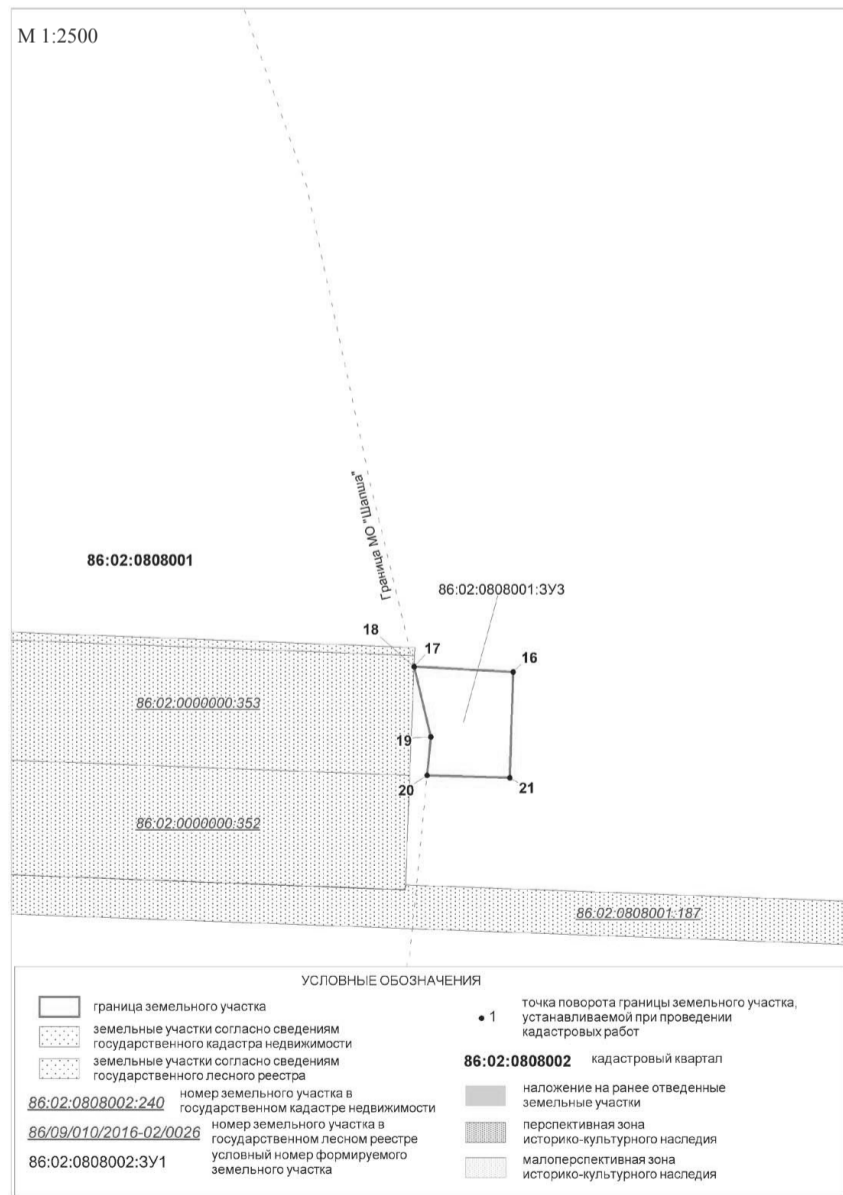 М 1:2500
Граница МО "Шапша"
86:02:0808001
86:02:0808001:ЗУ3
18
17
16
86:02:0000000:353
19
20
21
86:02:0000000:352
86:02:0808001:187
УСЛОВНЫЕ ОБОЗНАЧЕНИЯ
граница земельного участка
земельные участки согласно сведениям
государственного кадастра недвижимости
земельные участки согласно сведениям
государственного лесного реестра
86:02:0808002:240
номер земельного участка в
государственном кадастре недвижимости
86/09/010/2016-02/0026
номер земельного участка в
государственном лесном реестре
86:02:0808002:ЗУ1
условный номер формируемого
земельного участка
1
точка поворота границы земельного участка,
устанавливаемой при проведении
кадастровых работ
86:02:0808002 кадастровый квартал
наложение на ранее отведенные
земельные участки
перспективная зона
историко-культурного наследия
малоперспективная зона
историко-культурного наследия